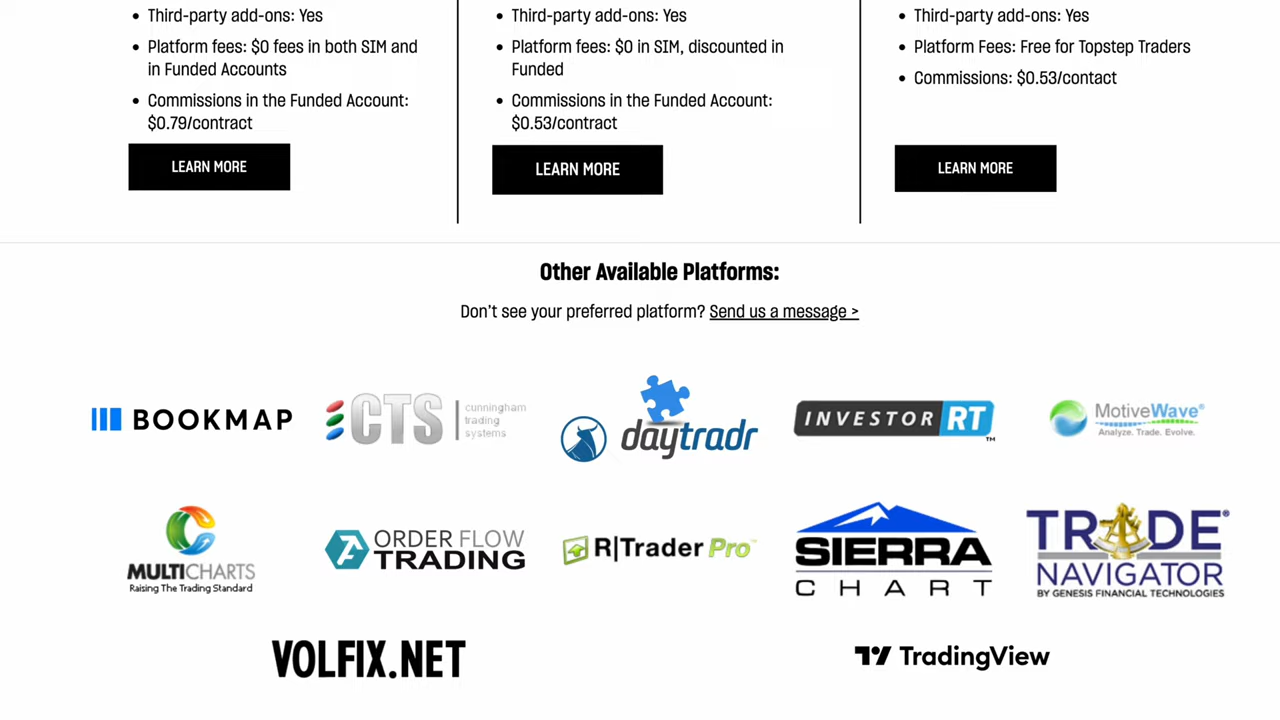 Third-party add-ons: Yes
Platform fees: $0 fees in both SIM and
in Funded Accounts
Commissions in the Funded Account:
$0.79/contract
LEARN MORE
Third-party add-ons: Yes
Platform fees: $0 in SIM, discounted in
Funded
Commissions in the Funded Account:
$0.53/contract
LEARN MORE
Third-party add-ons: Yes
Platform Fees: Free for Topstep Traders
Commissions: $0.53/contact
LEARN MORE
Other Available Platforms:
Don't see your preferred platform? Send us a message >
BOOKMAP
CTS
cunningham
trading
systems
daytradr
INVESTOR RT™
MotiveWave®
Analyze. Trade. Evolve.
MULTICHARTS
Raising The Trading Standard
ORDER FLOW
TRADING
R|Trader Pro™
SIERRA
CHART
TRADE®
NAVIGATOR
BY GENESIS FINANCIAL TECHNOLOGIES
VOLFIX.NET
TradingView